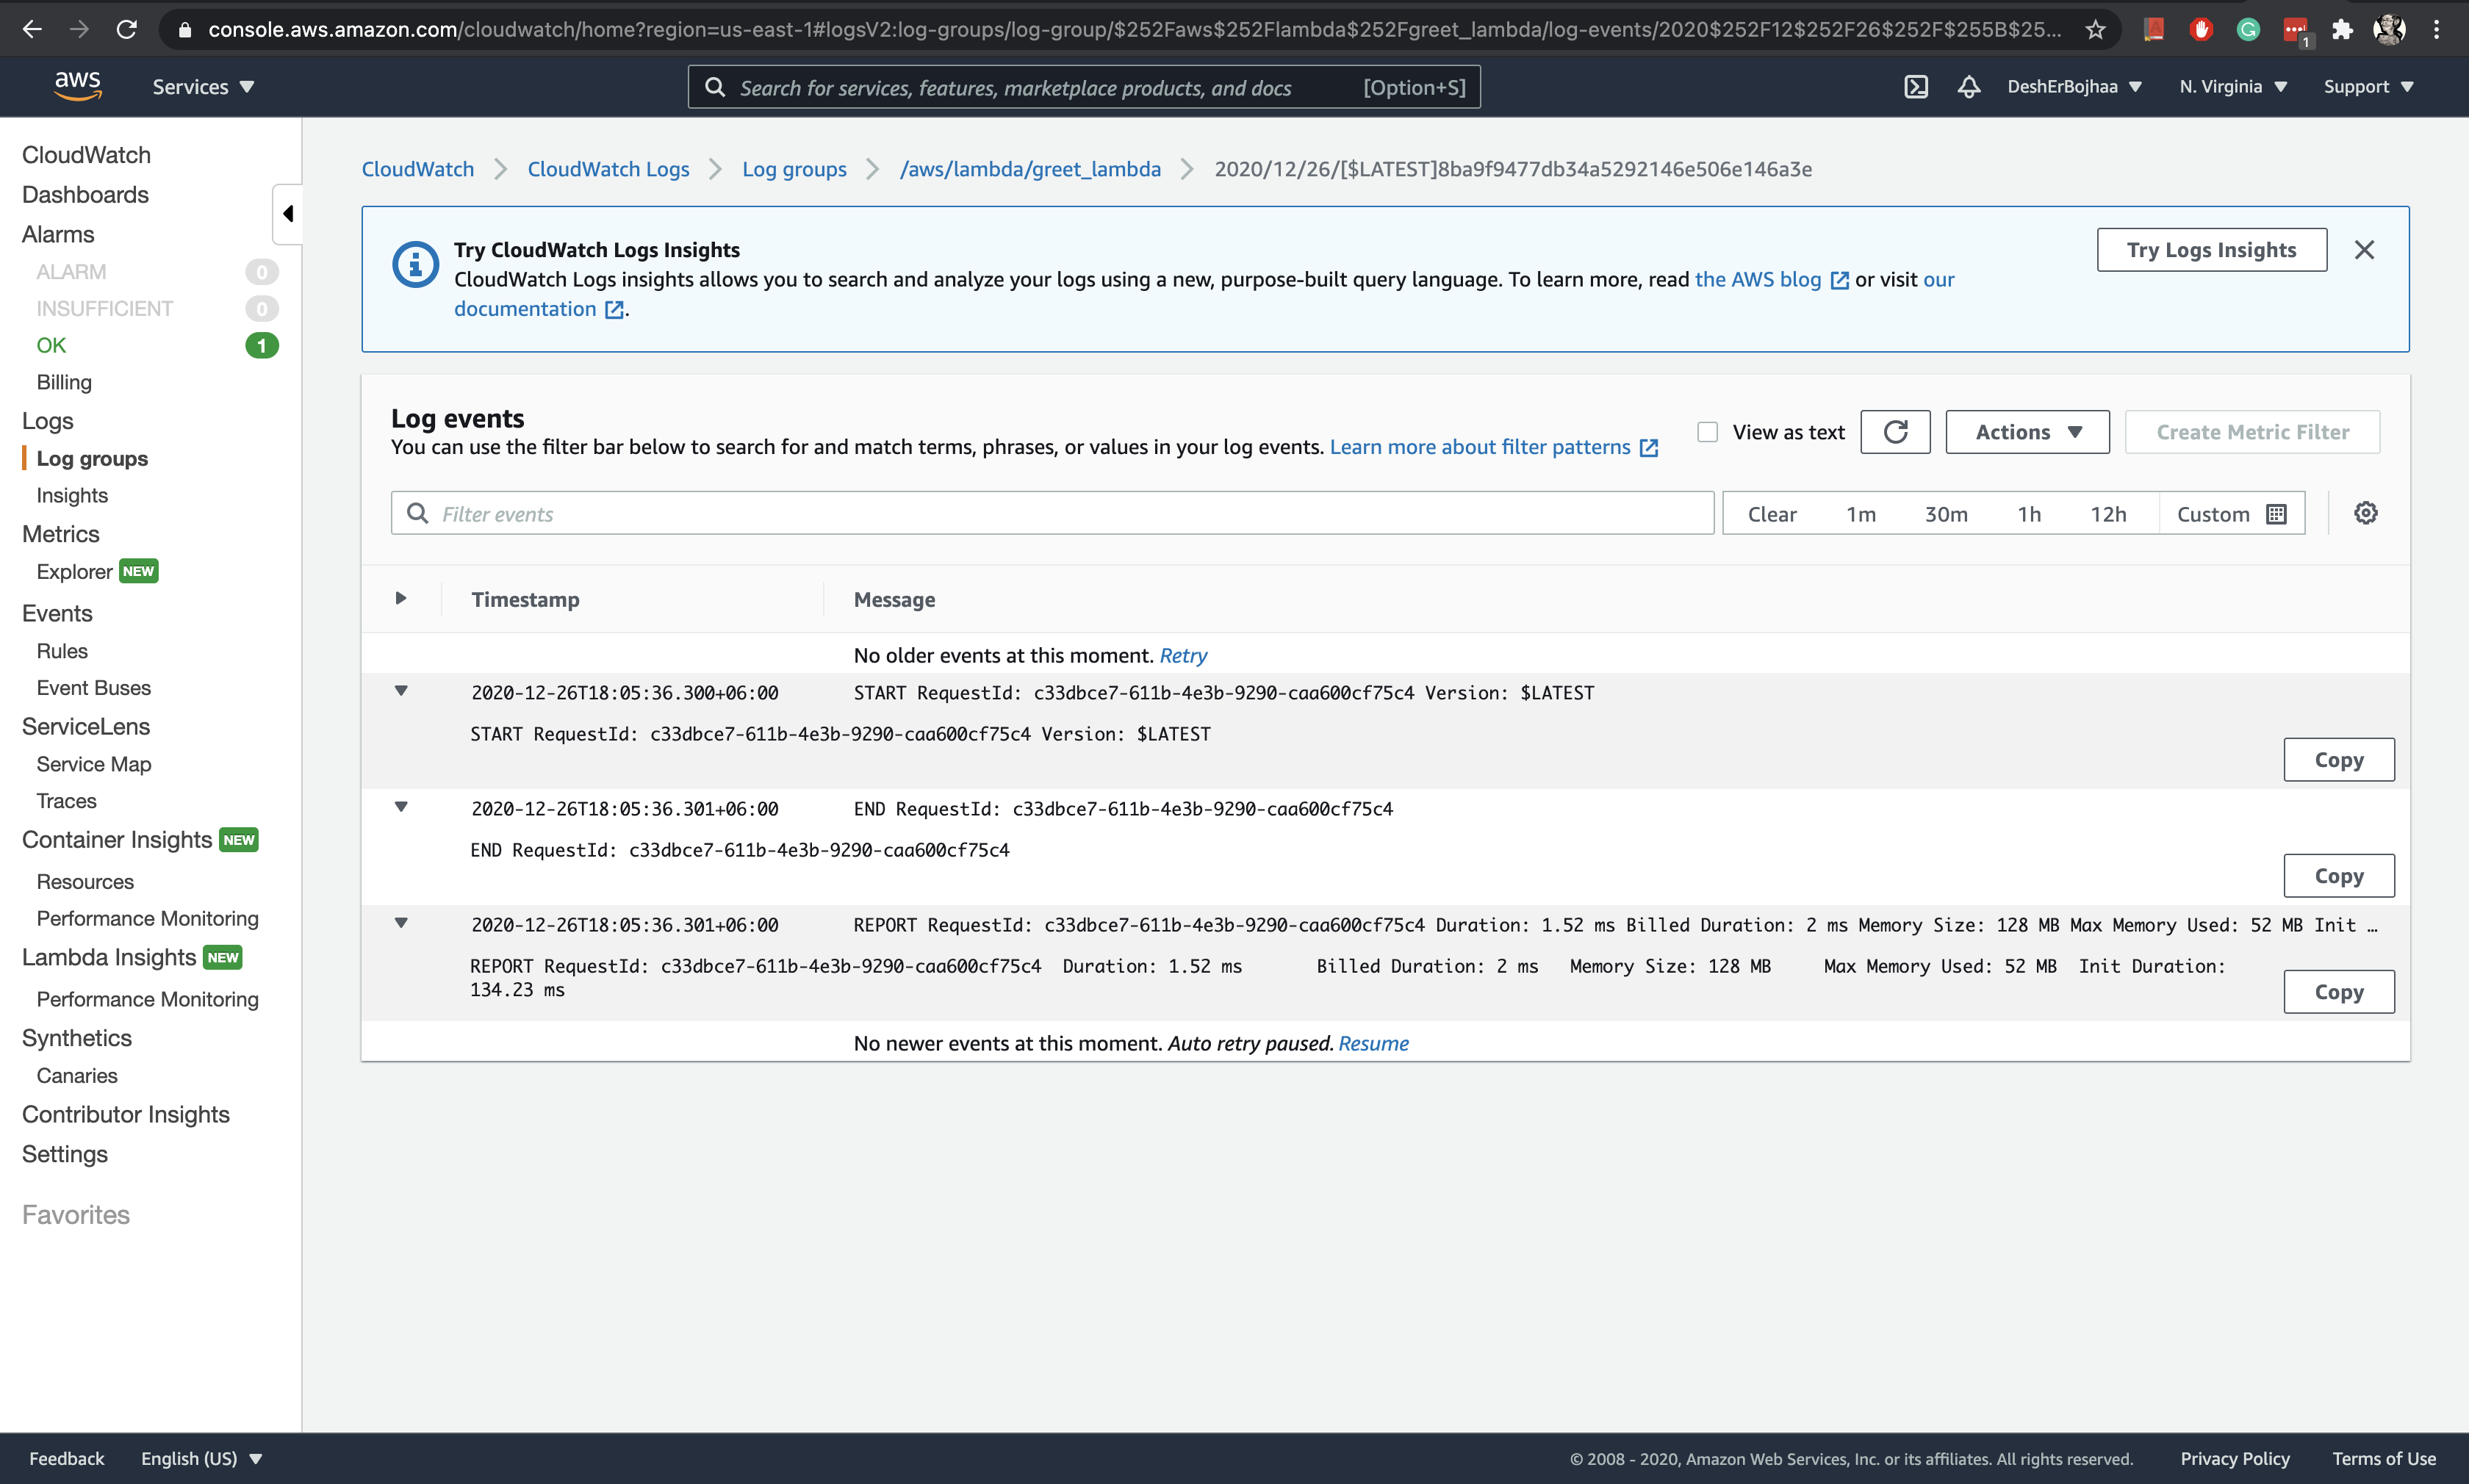 console.aws.amazon.com/cloudwatch/home?region=us-east-1#logsV2:log-groups/log-group/$252Faws$252Flambda$252Fgreet_lambda/log-events/2020$252F12$252F26$252F$255B$25...
1
aws
Services
Search for services, features, marketplace products, and docs [Option+S]
DeshErBojhaa
N. Virginia
Support
CloudWatch
Dashboards
Alarms
ALARM 0
INSUFFICIENT 0
OK 1
Billing
Logs
Log groups
Insights
Metrics
Explorer NEW
Events
Rules
Event Buses
ServiceLens
Service Map
Traces
Container Insights NEW
Resources
Performance Monitoring
Lambda Insights NEW
Performance Monitoring
Synthetics
Canaries
Contributor Insights
Settings
Favorites
CloudWatch CloudWatch Logs Log groups /aws/lambda/greet_lambda 2020/12/26/[$LATEST]8ba9f9477db34a5292146e506e146a3e
Try CloudWatch Logs Insights
CloudWatch Logs insights allows you to search and analyze your logs using a new, purpose-built query language. To learn more, read the AWS blog or visit our
documentation .
Try Logs Insights
Log events
You can use the filter bar below to search for and match terms, phrases, or values in your log events. Learn more about filter patterns
View as text
Actions
Create Metric Filter
Filter events
Clear 1m 30m 1h 12h Custom
Timestamp Message
No older events at this moment. Retry
2020-12-26T18:05:36.300+06:00 START RequestId: c33dbce7-611b-4e3b-9290-caa600cf75c4 Version: $LATEST
START RequestId: c33dbce7-611b-4e3b-9290-caa600cf75c4 Version: $LATEST
Copy
2020-12-26T18:05:36.301+06:00 END RequestId: c33dbce7-611b-4e3b-9290-caa600cf75c4
END RequestId: c33dbce7-611b-4e3b-9290-caa600cf75c4
Copy
2020-12-26T18:05:36.301+06:00 REPORT RequestId: c33dbce7-611b-4e3b-9290-caa600cf75c4 Duration: 1.52 ms Billed Duration: 2 ms Memory Size: 128 MB Max Memory Used: 52 MB Init …
REPORT RequestId: c33dbce7-611b-4e3b-9290-caa600cf75c4 Duration: 1.52 ms Billed Duration: 2 ms Memory Size: 128 MB Max Memory Used: 52 MB Init Duration:
134.23 ms
Copy
No newer events at this moment. Auto retry paused. Resume
Feedback English (US)
© 2008 - 2020, Amazon Web Services, Inc. or its affiliates. All rights reserved. Privacy Policy Terms of Use